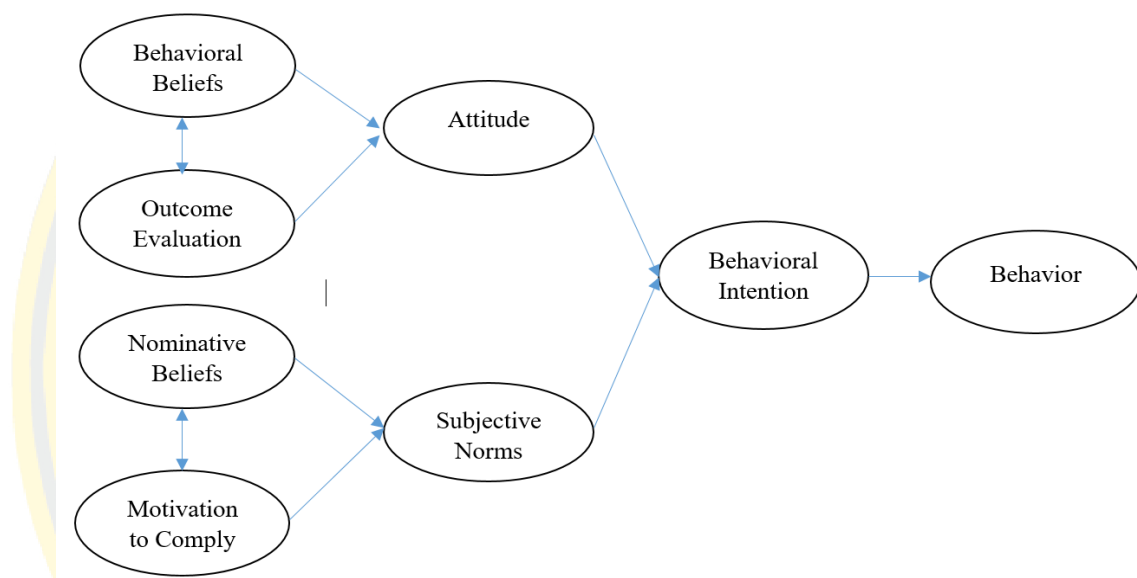 Behavioral
Beliefs
Outcome
Evaluation
Nominative
Beliefs
Motivation
to Comply
Attitude
Subjective
Norms
Behavioral
Intention
Behavior